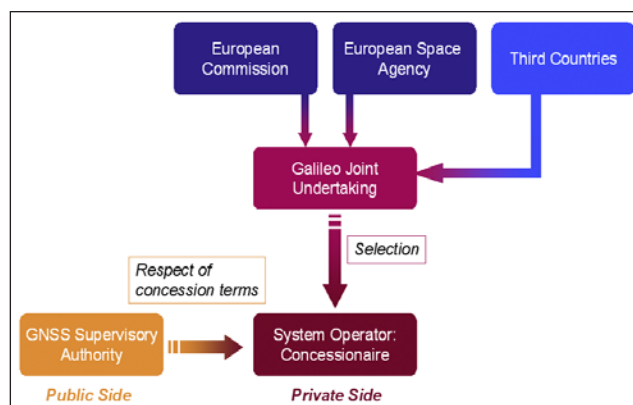 European
Commission
European Space
Agency
Third Countries
Galileo Joint
Undertaking
Selection
Respect of
concession terms
GNSS Supervisory
Authority
System Operator:
Concessionaire
Public Side
Private Side